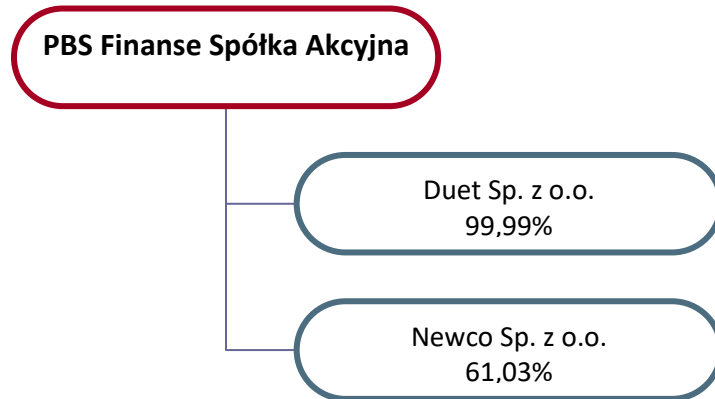 PBS Finanse Spółka Akcyjna
Duet Sp. z o.o.
99,99%
Newco Sp. z o.o.
61,03%